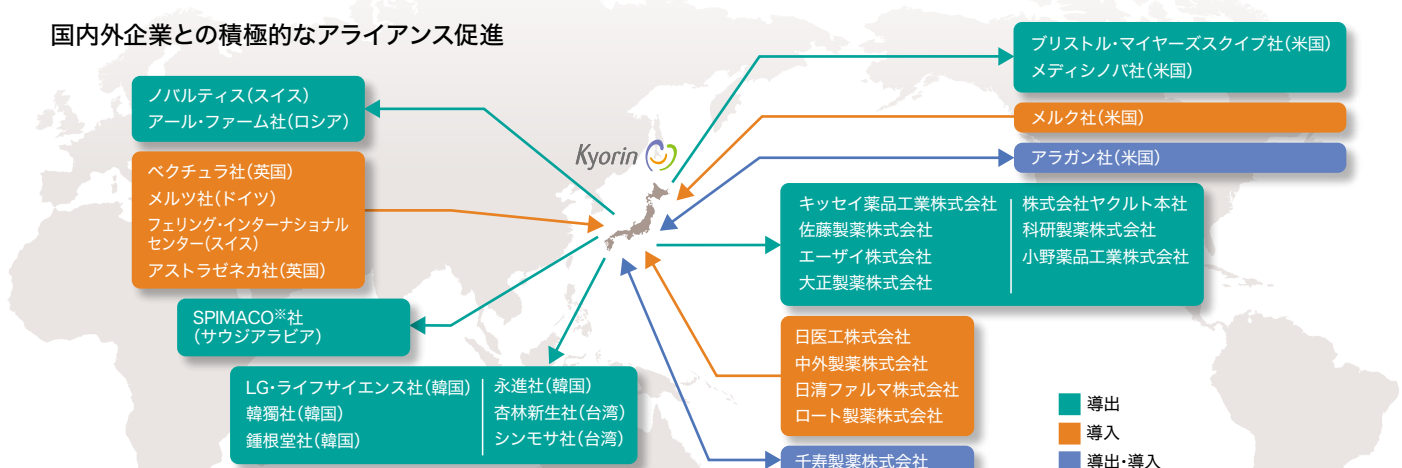 国内外企業との積極的なアライアンス促進
ノバルティス(スイス)
アール・ファーム社(ロシア)
ベクチュラ社(英国)
メルツ社(ドイツ)
フェリング・インターナショナル
センター(スイス)
アストラゼネカ社(英国)
SPIMACO※社
(サウジアラビア)
LG・ライフサイエンス社(韓国)
韓獨社(韓国)
鍾根堂社(韓国)
永進社(韓国)
杏林新生社(台湾)
シンモサ社(台湾)
Kyorin
ブリストル・マイヤーズスクイブ社(米国)
メディシノバ社(米国)
メルク社(米国)
アラガン社(米国)
キッセイ薬品工業株式会社
佐藤製薬株式会社
エーザイ株式会社
大正製薬株式会社
株式会社ヤクルト本社
科研製薬株式会社
小野薬品工業株式会社
日医工株式会社
中外製薬株式会社
日清ファルマ株式会社
ロート製薬株式会社
千寿製薬株式会社
導出
導入
導出・導入